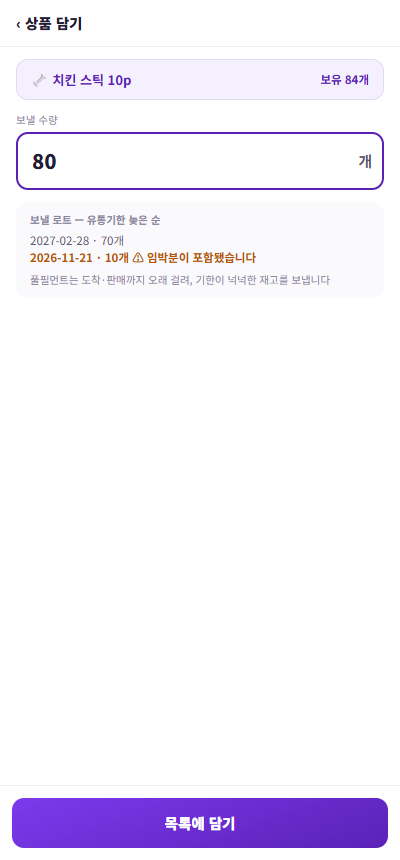 ‹ 상품 담기
🦴 치킨 스틱 10p 보유 84개
보낼 수량
80 개
보낼 로트 — 유통기한 늦은 순
2027-02-28 · 70개
2026-11-21 · 10개 ⚠ 임박분이 포함됐습니다
풀필먼트는 도착·판매까지 오래 걸려, 기한이 넉넉한 재고를 보냅니다
목록에 담기